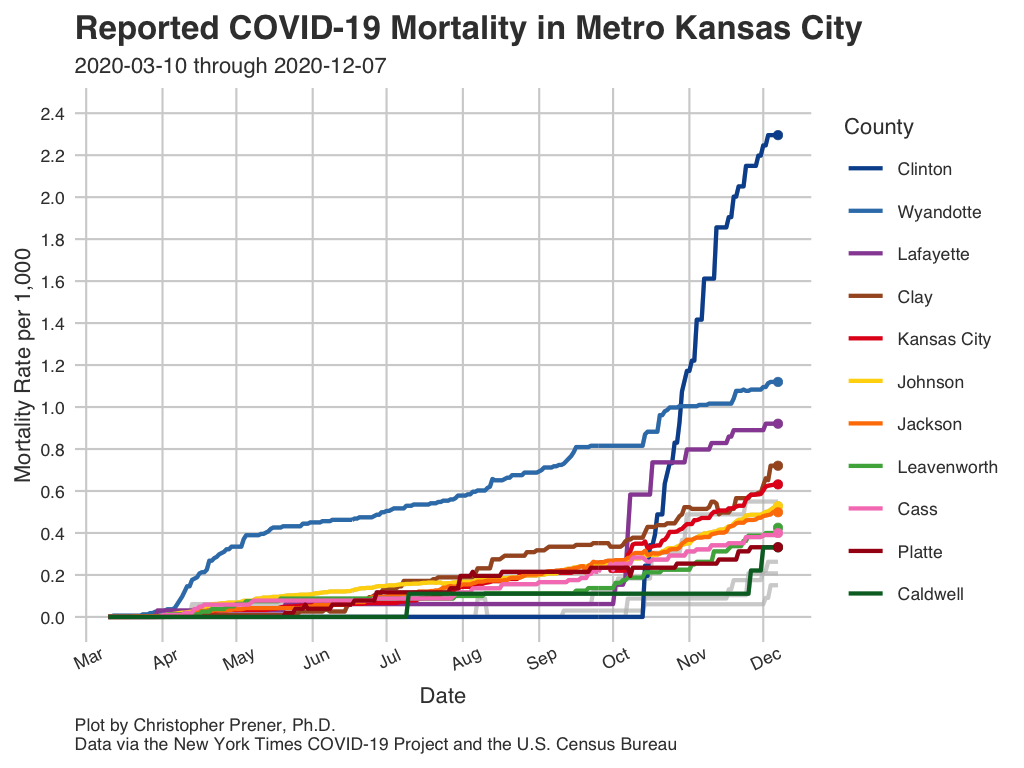 Reported COVID-19 Mortality in Metro Kansas City
2020-03-10 through 2020-12-07
Mortality Rate per 1,000
2.4
2.2
2.0
1.8
1.6
1.4
1.2
1.0
0.8
0.6
0.4
0.2
0.0
Mar Apr May Jun Jul Aug Sep Oct Nov Dec
Date
County
Clinton
Wyandotte
Lafayette
Clay
Kansas City
Johnson
Jackson
Leavenworth
Cass
Platte
Caldwell
Plot by Christopher Prener, Ph.D.
Data via the New York Times COVID-19 Project and the U.S. Census Bureau